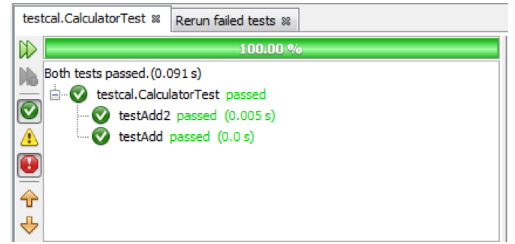 testcal.CalculatorTest Rerun failed tests
100.00 %
Both tests passed.(0.091 s)
testcal.CalculatorTest passed
testAdd2 passed (0.005 s)
testAdd passed (0.0 s)